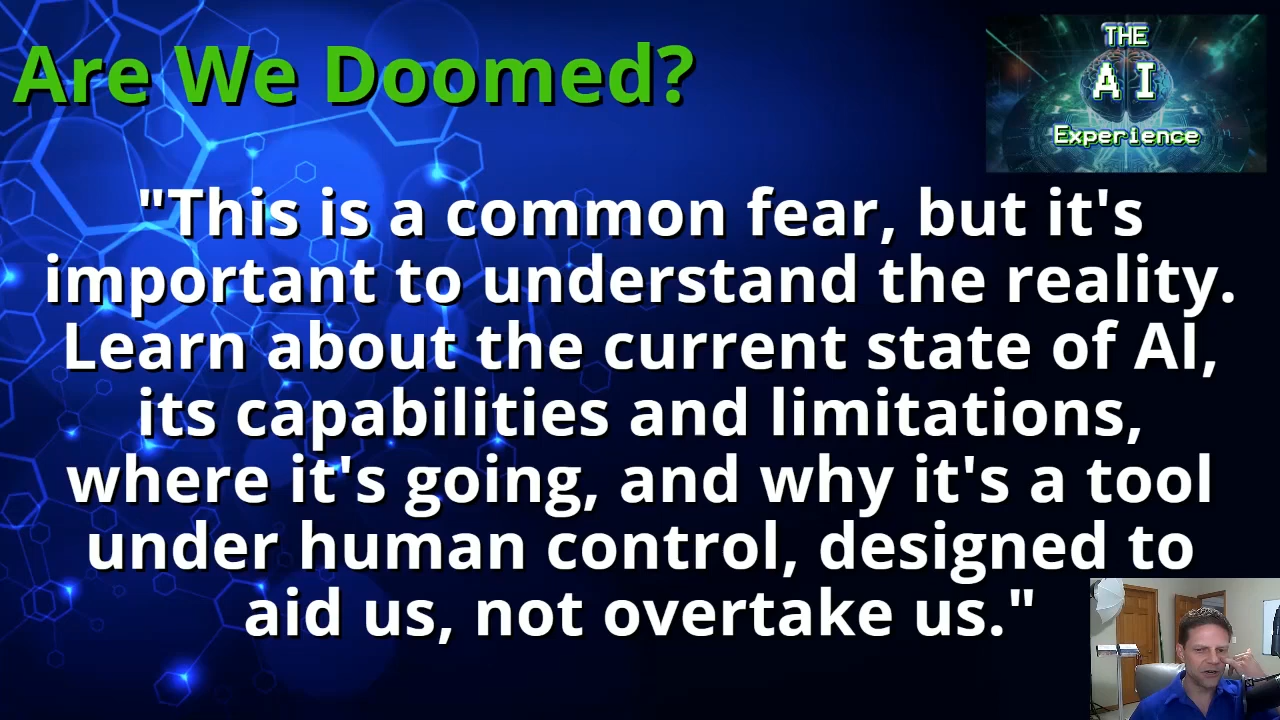 Are We Doomed?
THE
AI
Experience
"This is a common fear, but it's
important to understand the reality.
Learn about the current state of AI,
its capabilities and limitations,
where it's going, and why it's a tool
under human control, designed to
aid us, not overtake us."